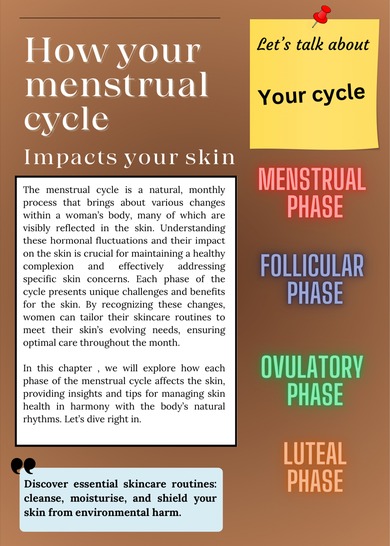 How your
menstrual
cycle
Impacts your skin
The menstrual cycle is a natural, monthly
process that brings about various changes
within a woman's body, many of which are
visibly reflected in the skin. Understanding
these hormonal fluctuations and their impact
on the skin is crucial for maintaining a healthy
complexion and effectively addressing
specific skin concerns. Each phase of the
cycle presents unique challenges and benefits
for the skin. By recognizing these changes,
women can tailor their skincare routines to
meet their skin's evolving needs, ensuring
optimal care throughout the month.
In this chapter , we will explore how each
phase of the menstrual cycle affects the skin,
providing insights and tips for managing skin
health in harmony with the body's natural
rhythms. Let's dive right in.
Discover essential skincare routines:
cleanse, moisturise, and shield your
skin from environmental harm.
Let's talk about
Your cycle
MENSTRUAL
PHASE
FOLLICULAR
PHASE
OVULATORY
PHASE
LUTEAL
PHASE